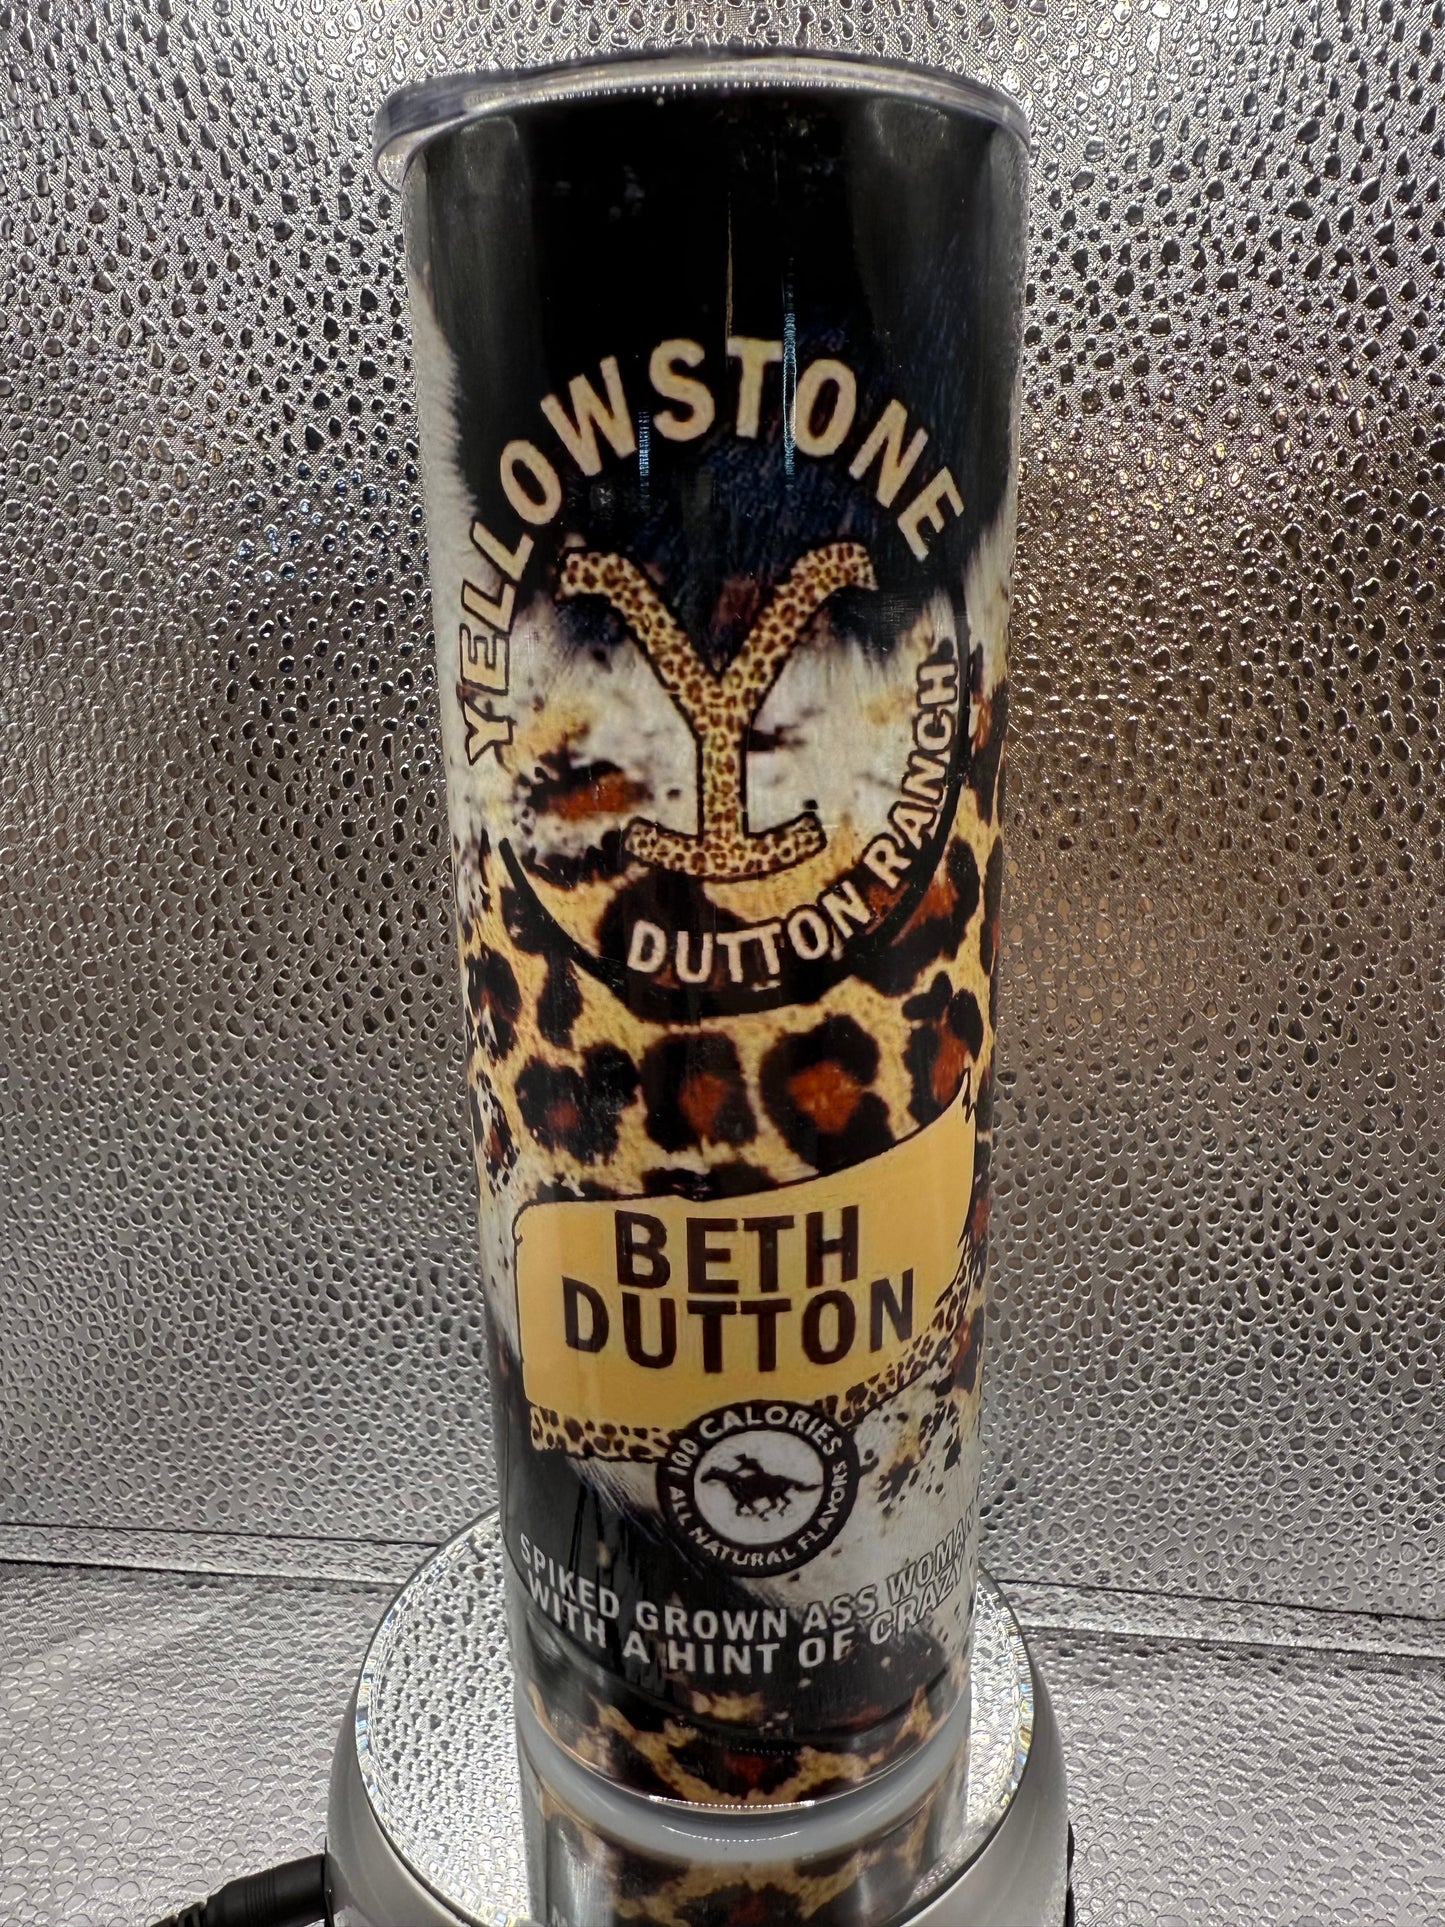 YELLOWSTONE
Y
DUTTON RANCH
BETH
DUTTON
100 CALORIES
ALL NATURAL FLAVORS
SPIKED GROWN ASS WOMAN
WITH A HINT OF CRAZY